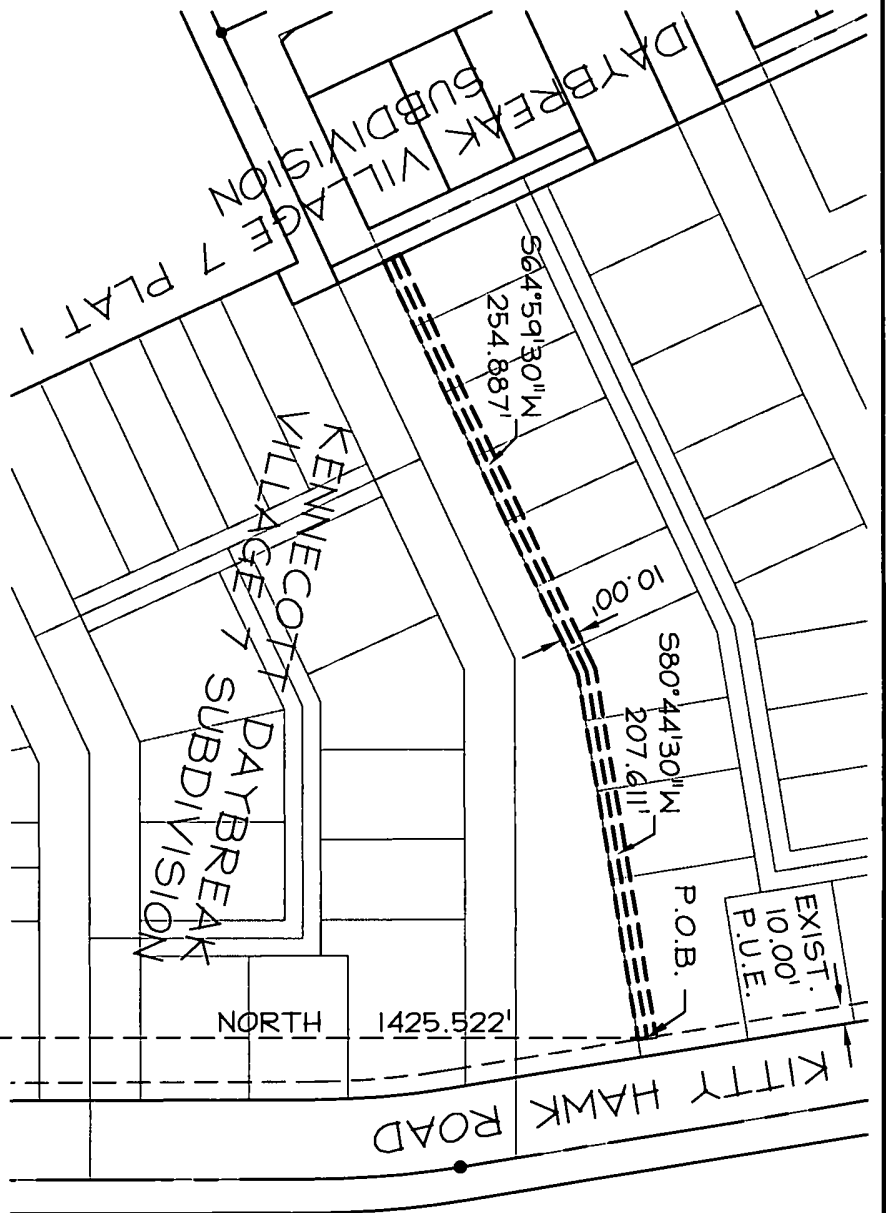 DAYBREAK VILLAGE 7 PLAT 1
SUBDIVISION
S64°59'30"W
254.887'
KENNECOTT DAYBREAK
VILLAGE 7 SUBDIVISION
10.00'
S80°44'30"W
207.611'
P.O.B.
EXIST.
10.00'
P.U.E.
NORTH 1425.522'
KITTY HAWK ROAD